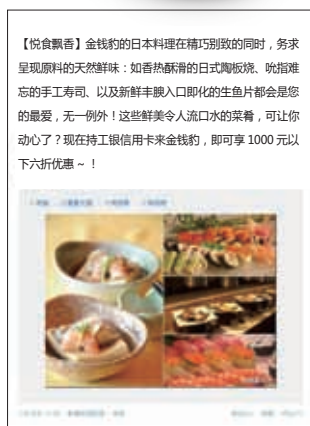 【悦食飘香】金钱豹的日本料理在精巧别致的同时，务求
呈现原料的天然鲜味：如香热酥滑的日式陶板烧、吮指难
忘的手工寿司、以及新鲜丰腴入口即化的生鱼片都会是您
的最爱，无一例外！这些鲜美令人流口水的菜肴，可让你
动心了？现在持工银信用卡来金钱豹，即可享 1000 元以
下六折优惠～！